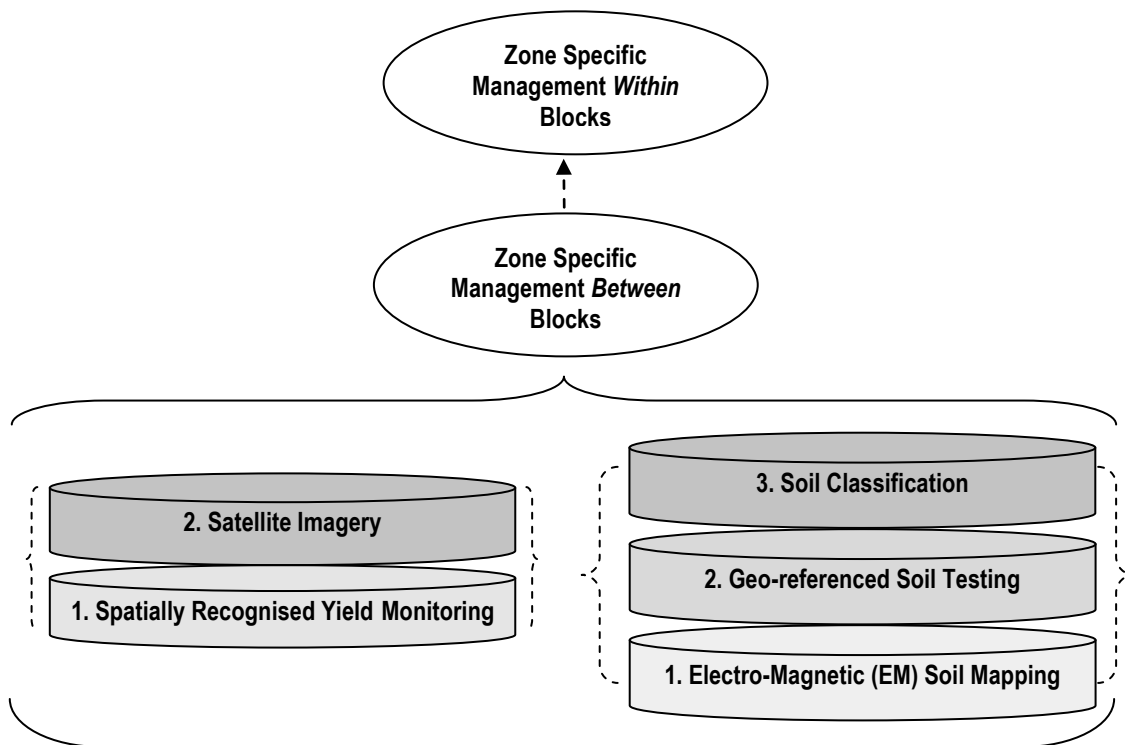 Zone Specific
Management Within
Blocks
Zone Specific
Management Between
Blocks
2. Satellite Imagery
1. Spatially Recognised Yield Monitoring
3. Soil Classification
2. Geo-referenced Soil Testing
1. Electro-Magnetic (EM) Soil Mapping